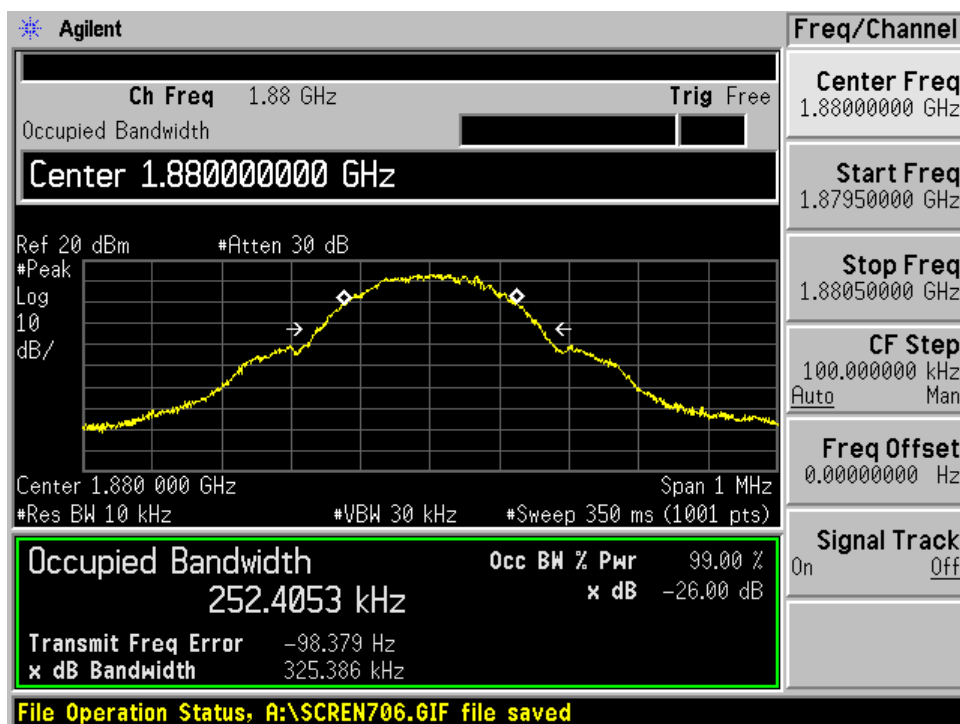 Agilent
Freq/Channel
Ch Freq 1.88 GHz Trig Free
Occupied Bandwidth
Center 1.880000000 GHz
Ref 20 dBm #Atten 30 dB
#Peak
Log
10
dB/
Center 1.880 000 GHz Span 1 MHz
#Res BW 10 kHz #VBW 30 kHz #Sweep 350 ms (1001 pts)
Occupied Bandwidth
252.4053 kHz
Occ BW % Pwr 99.00 %
x dB -26.00 dB
Transmit Freq Error -98.379 Hz
x dB Bandwidth 325.386 kHz
Center Freq
1.88000000 GHz
Start Freq
1.87950000 GHz
Stop Freq
1.88050000 GHz
CF Step
100.000000 kHz
Auto Man
Freq Offset
0.00000000 Hz
Signal Track
On Off
File Operation Status, A:\SCREN706.GIF file saved